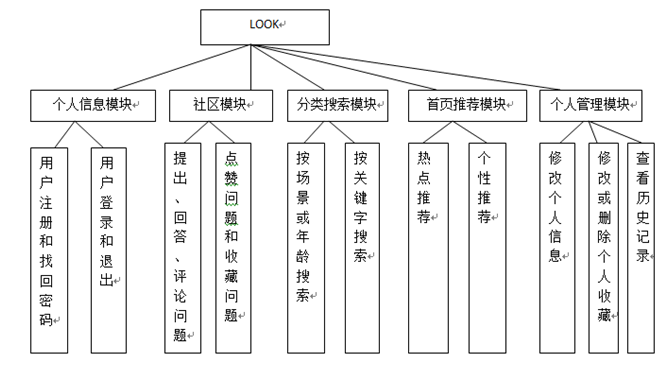 LOOK
个人信息模块
社区模块
分类搜索模块
首页推荐模块
个人管理模块
用户注册和找回密码
用户登录和退出
提出、回答、评论问题
点赞问题和收藏问题
按场景或年龄搜索
按关键字搜索
热点推荐
个性推荐
修改个人信息
修改或删除个人收藏
查看历史记录